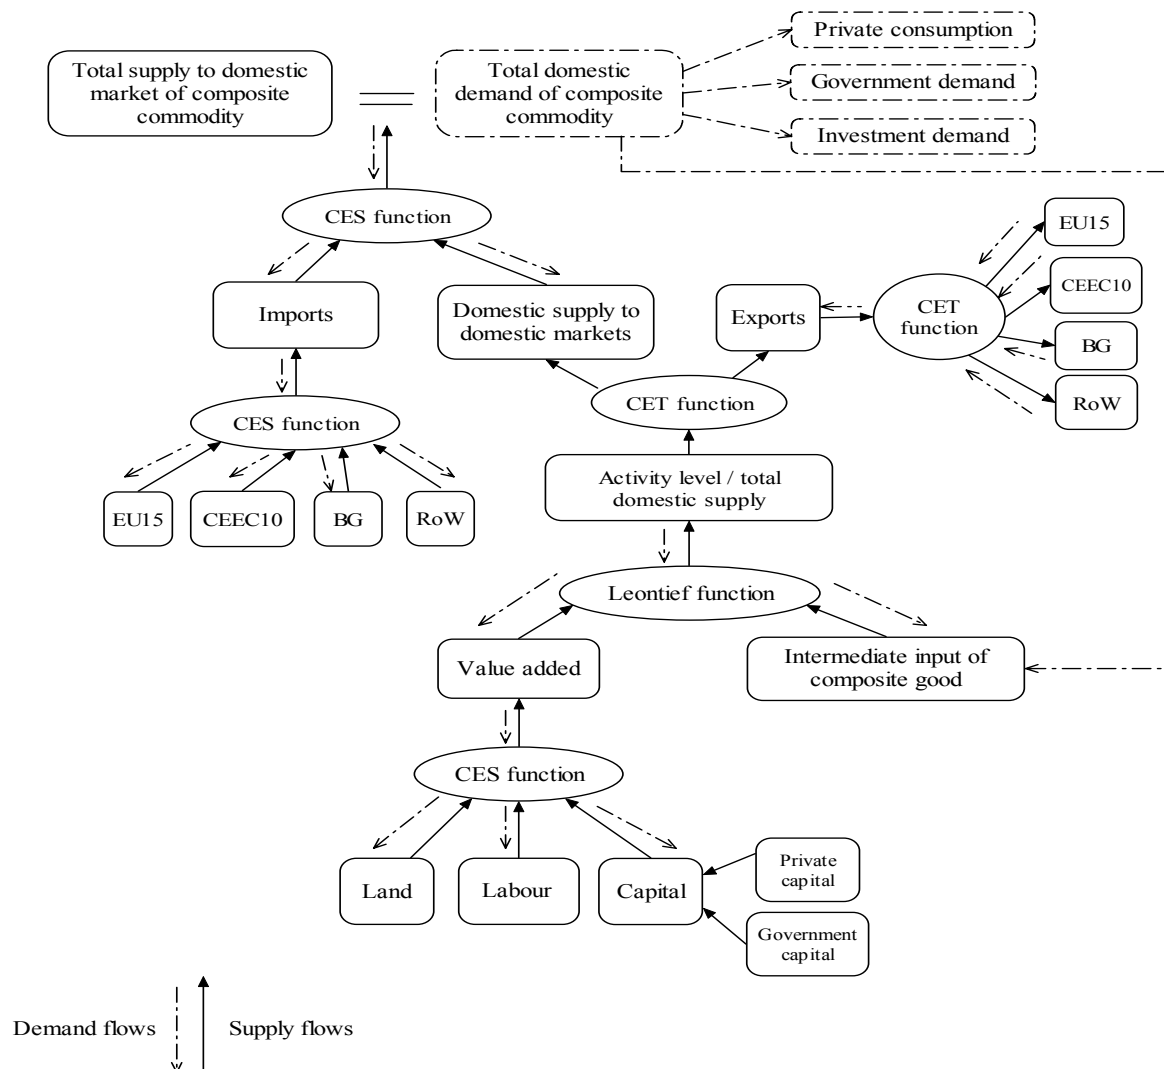 Private consumption
Total supply to domestic
market of composite
commodity
Total domestic
demand of composite
commodity
Government demand
Investment demand
CES function
EU15
CEEC10
BG
RoW
CET
function
Imports
Domestic supply to
domestic markets
Exports
CET function
CES function
EU15
CEEC10
BG
RoW
Activity level / total
domestic supply
Leontief function
Value added
Intermediate input of
composite good
CES function
Land
Labour
Capital
Private
capital
Government
capital
Demand flows
Supply flows